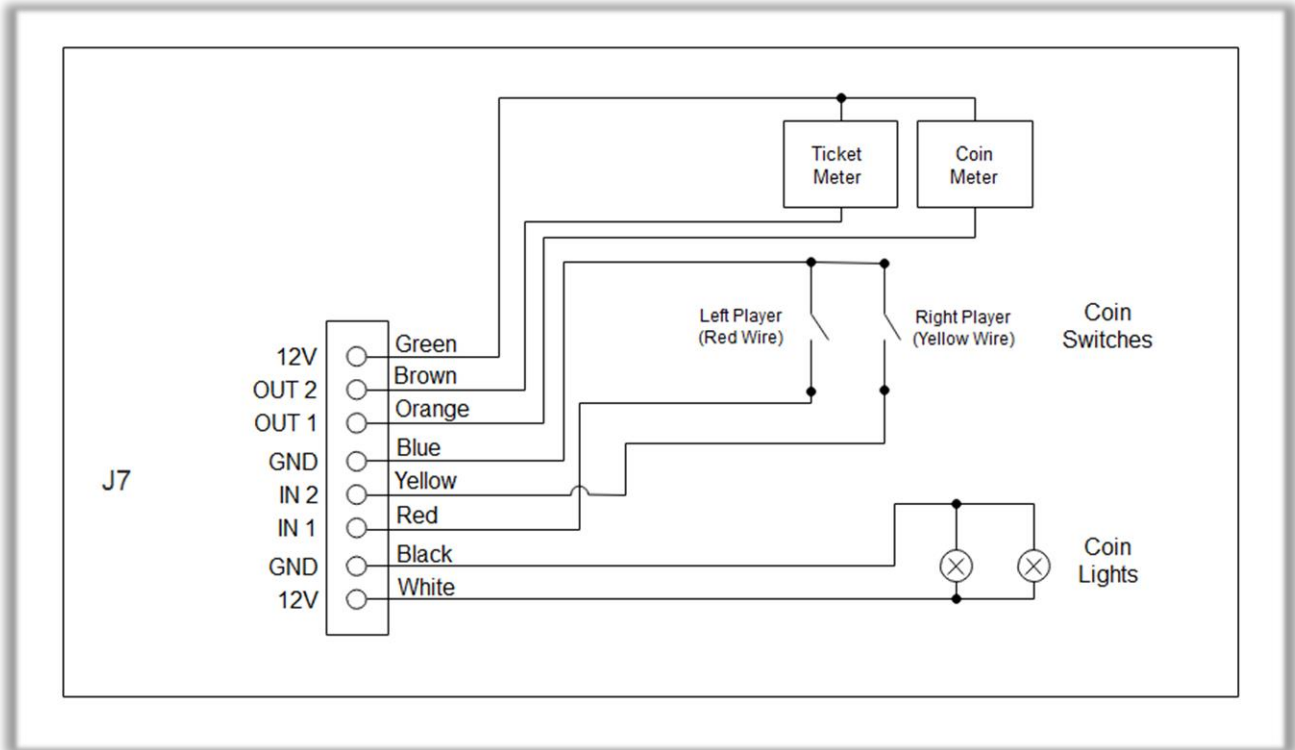 Ticket
Meter
Coin
Meter
Left Player
(Red Wire)
Right Player
(Yellow Wire)
Coin
Switches
12V
Green
OUT 2
Brown
OUT 1
Orange
GND
Blue
J7
IN 2
Yellow
IN 1
Red
GND
Black
12V
White
Coin
Lights